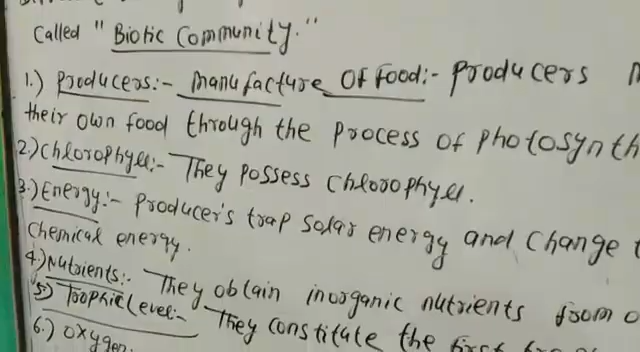 Called "Biotic Community."
1.) Producers:- Manufacture Of Food:- Producers
their own food through the Process of Photosynth
2.) Chlorophyll:- They Possess Chlorophyll.
3.) Energy:- Producer's trap Solar energy and Change
Chemical energy.
4.) Nutrients:- They obtain inorganic nutrients from
5.) Trophic Level:- They Constitute the first
6.) Oxygen: